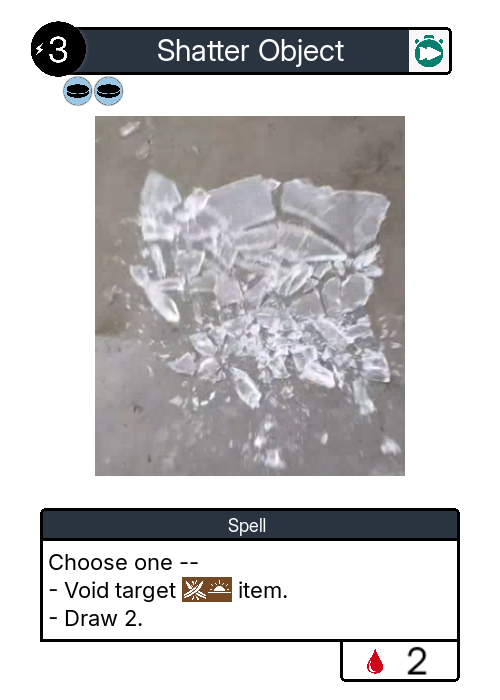 3
Shatter Object
Spell
Choose one --
- Void target item.
- Draw 2.
2